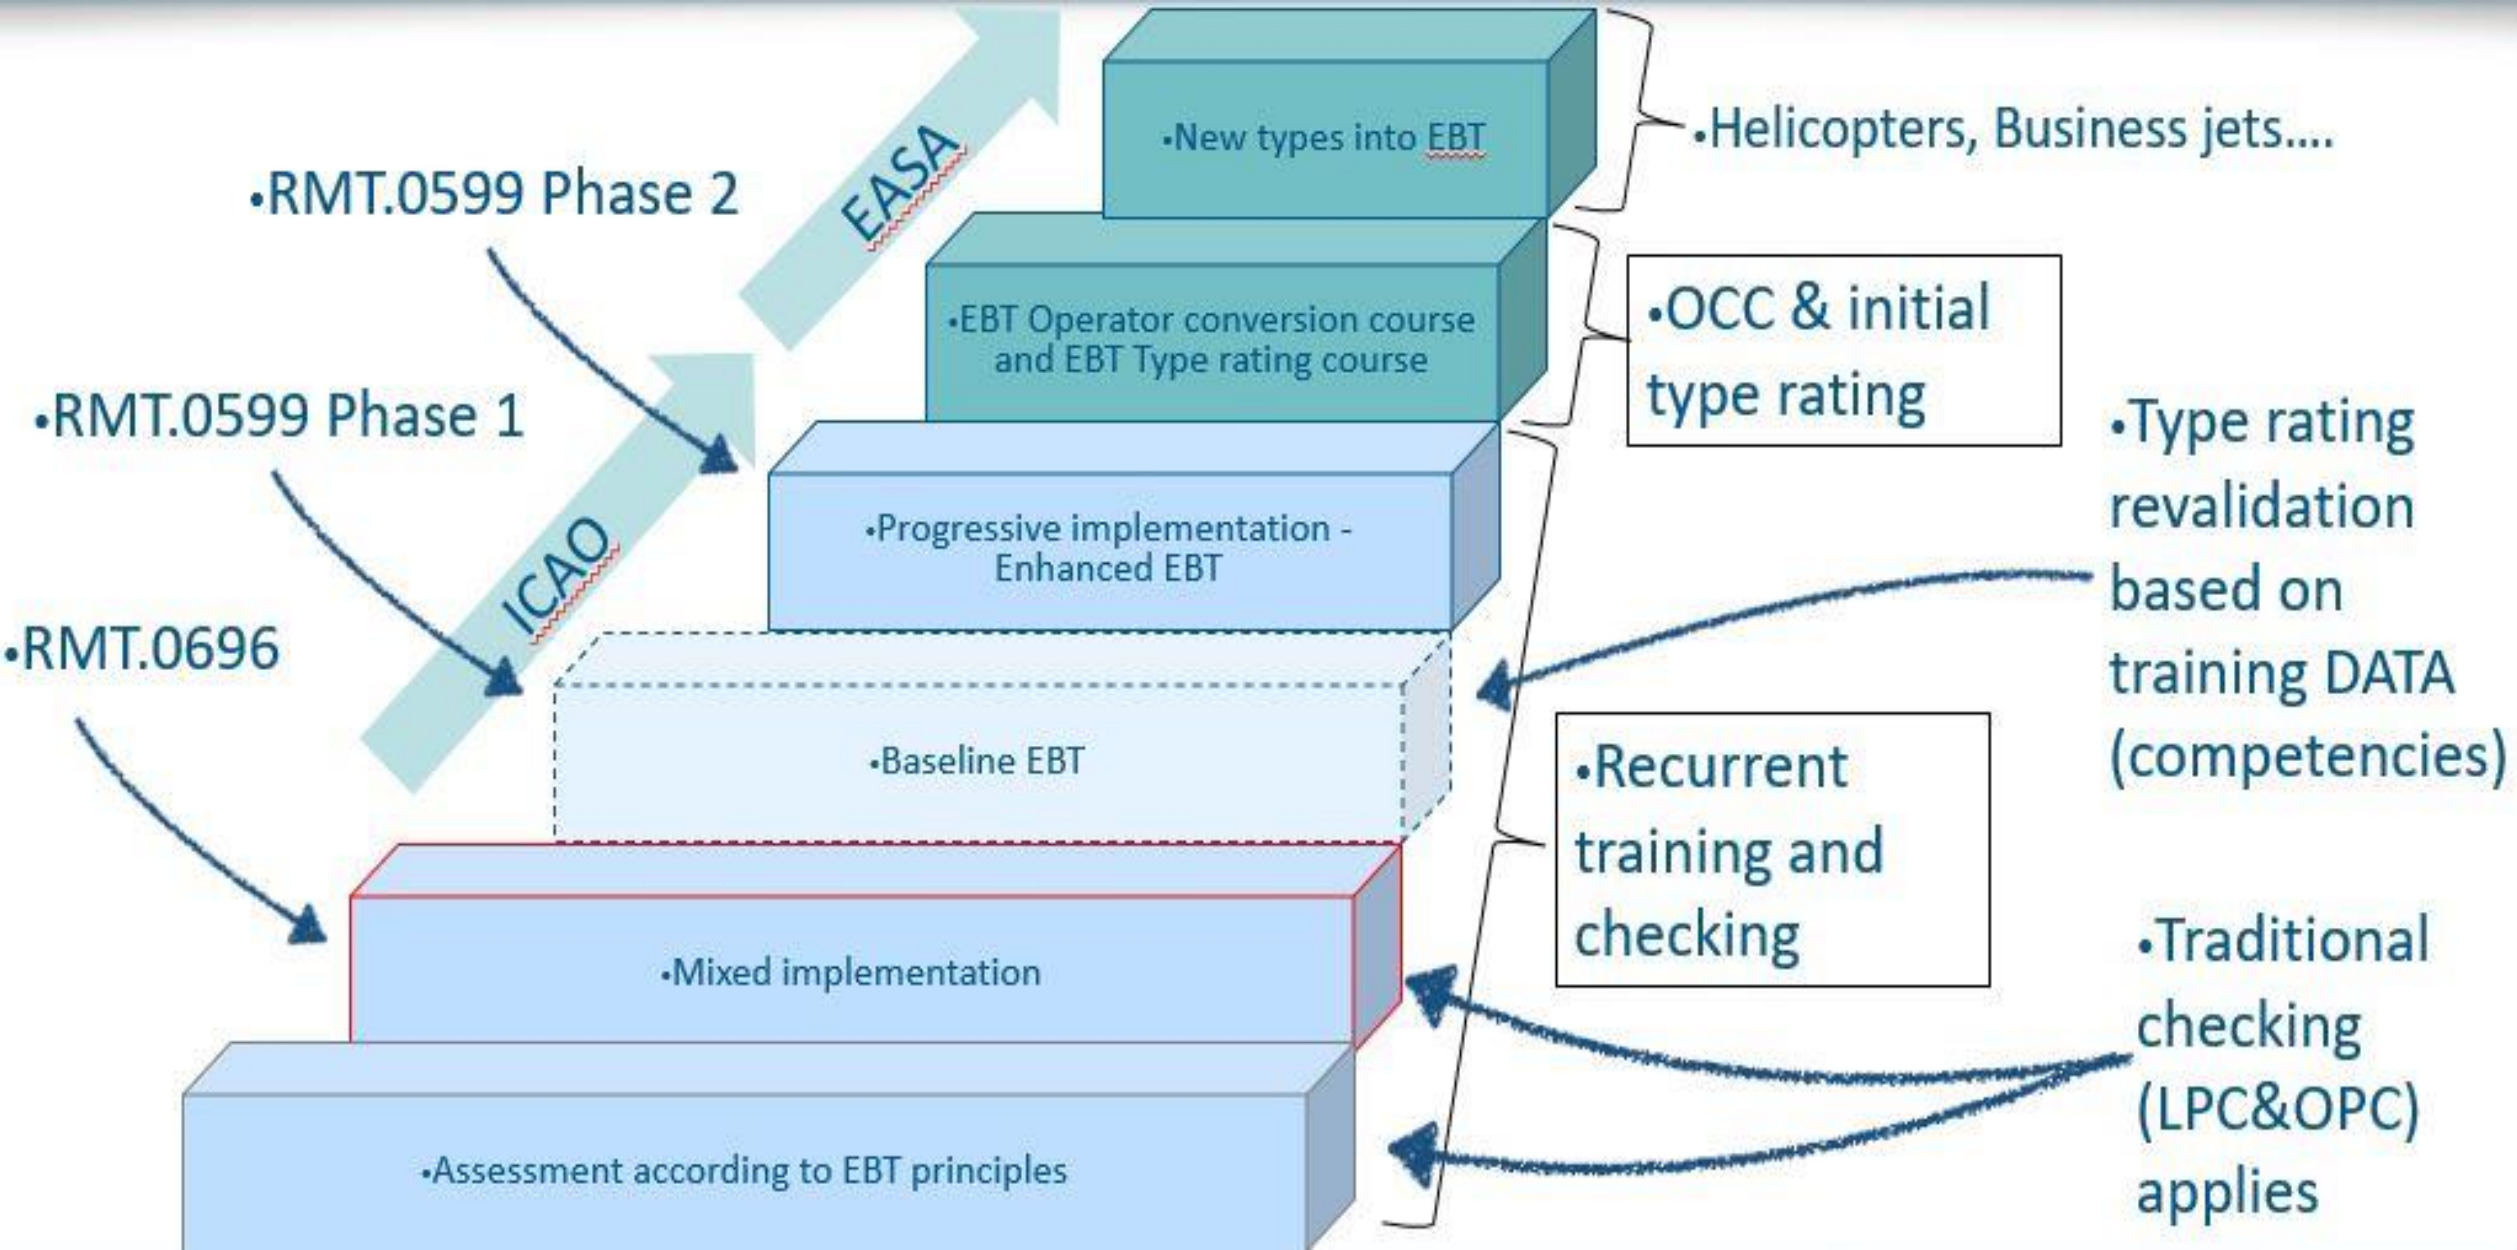 •New types into EBT
•Helicopters, Business jets....
EASA
•RMT.0599 Phase 2
•EBT Operator conversion course
and EBT Type rating course
•OCC & initial
type rating
•RMT.0599 Phase 1
•Type rating
revalidation
based on
training DATA
(competencies)
•Progressive implementation -
Enhanced EBT
ICAO
•RMT.0696
•Baseline EBT
•Recurrent
training and
checking
•Mixed implementation
•Traditional
checking
(LPC&OPC)
applies
•Assessment according to EBT principles